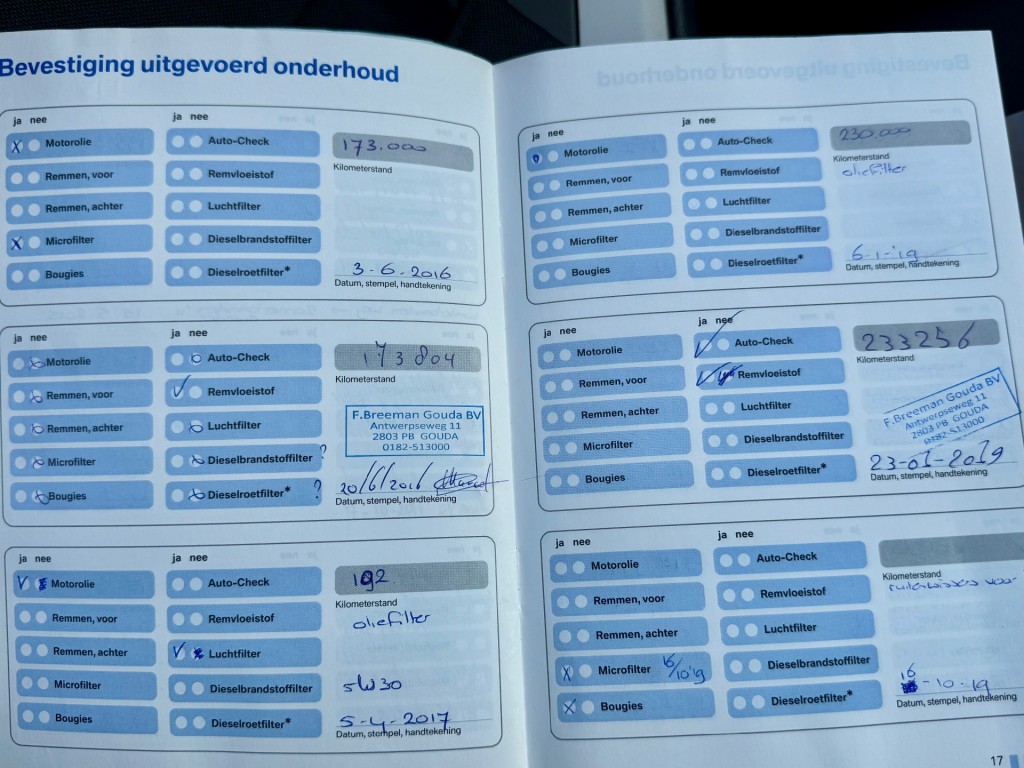 Bevestiging uitgevoerd onderhoud
ja nee
ja nee
Motorolie
Auto-Check
173.000
Kilometerstand
Remmen, voor
Remvloeistof
Remmen, achter
Luchtfilter
Microfilter
Dieselbrandstoffilter
Bougies
Dieselroetfilter*
3-6-2016
Datum, stempel, handtekening
ja nee
ja nee
Motorolie
Auto-Check
173804
Kilometerstand
Remmen, voor
Remvloeistof
Remmen, achter
Luchtfilter
F.Breeman Gouda BV
Antwerpseweg 11
2803 PB GOUDA
0182-513000
Microfilter
Dieselbrandstoffilter ?
Bougies
Dieselroetfilter* ?
20/6/2016
Datum, stempel, handtekening
ja nee
ja nee
Motorolie
Auto-Check
192
Kilometerstand
oliefilter
Remmen, voor
Remvloeistof
Remmen, achter
Luchtfilter
Microfilter
Dieselbrandstoffilter
5W30
Bougies
Dieselroetfilter*
5-4-2017
Datum, stempel, handtekening
ja nee
ja nee
Motorolie
Auto-Check
230.000
Kilometerstand
oliefilter
Remmen, voor
Remvloeistof
Remmen, achter
Luchtfilter
Microfilter
Dieselbrandstoffilter
Bougies
Dieselroetfilter*
6-1-'19
Datum, stempel, handtekening
ja nee
ja nee
Motorolie
Auto-Check
233256
Kilometerstand
Remmen, voor
Remvloeistof
Remmen, achter
Luchtfilter
F.Breeman Gouda BV
Antwerpseweg 11
2803 PB GOUDA
0182-513000
Microfilter
Dieselbrandstoffilter
Bougies
Dieselroetfilter*
23-01-2019
Datum, stempel, handtekening
ja nee
ja nee
Motorolie
Auto-Check
Kilometerstand
ruitenwissers voor
Remmen, voor
Remvloeistof
Remmen, achter
Luchtfilter
Microfilter 16/10'19
Dieselbrandstoffilter
Bougies
Dieselroetfilter*
16
-10-19
Datum, stempel, handtekening
17